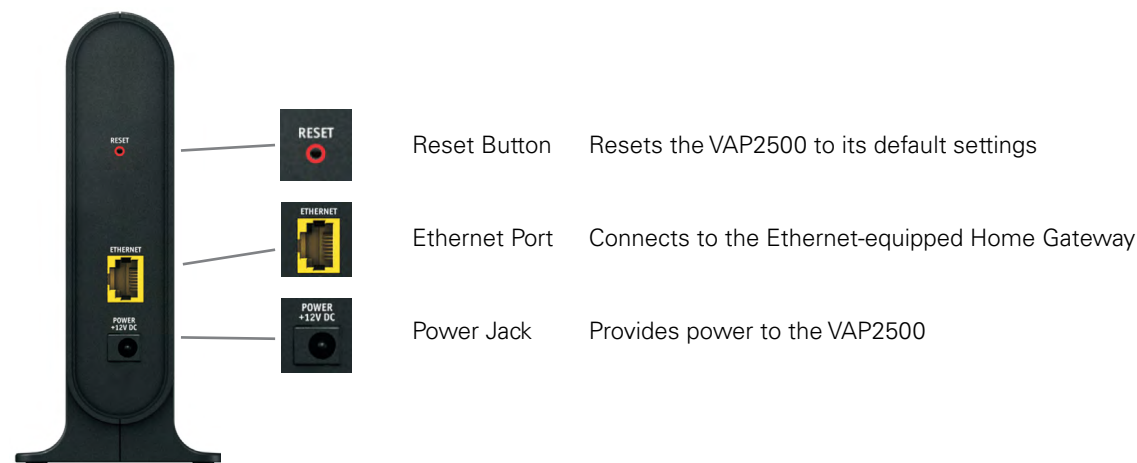 RESET
ETHERNET
POWER
+12V DC
RESET
Reset Button Resets the VAP2500 to its default settings
ETHERNET
Ethernet Port Connects to the Ethernet-equipped Home Gateway
POWER
+12V DC
Power Jack Provides power to the VAP2500